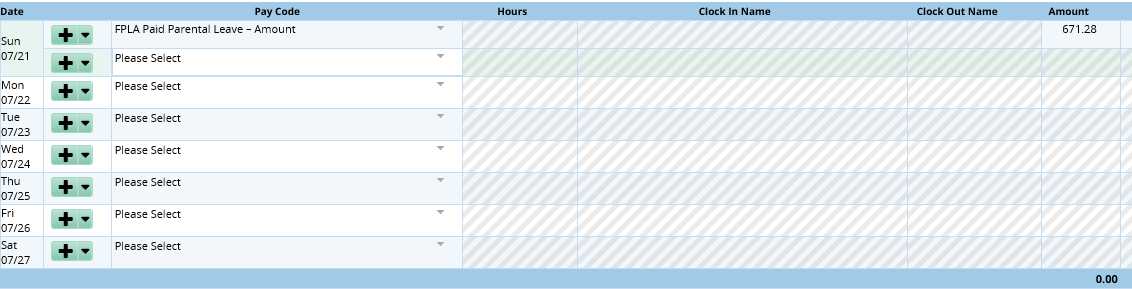 Date Pay Code Hours Clock In Name Clock Out Name Amount
Sun 07/21 FPLA Paid Parental Leave – Amount 671.28
Please Select
Mon 07/22 Please Select
Tue 07/23 Please Select
Wed 07/24 Please Select
Thu 07/25 Please Select
Fri 07/26 Please Select
Sat 07/27 Please Select
0.00